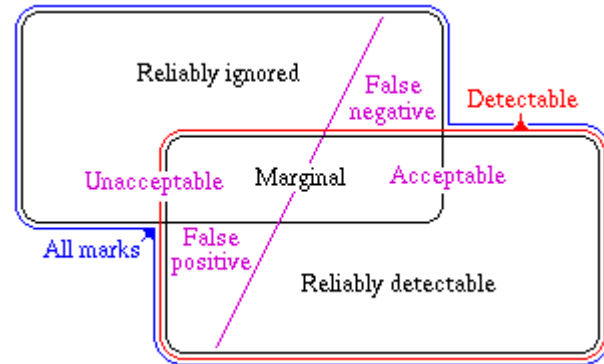 Reliably ignored
False
negative
Detectable
Unacceptable
Marginal
Acceptable
All marks
False
positive
Reliably detectable